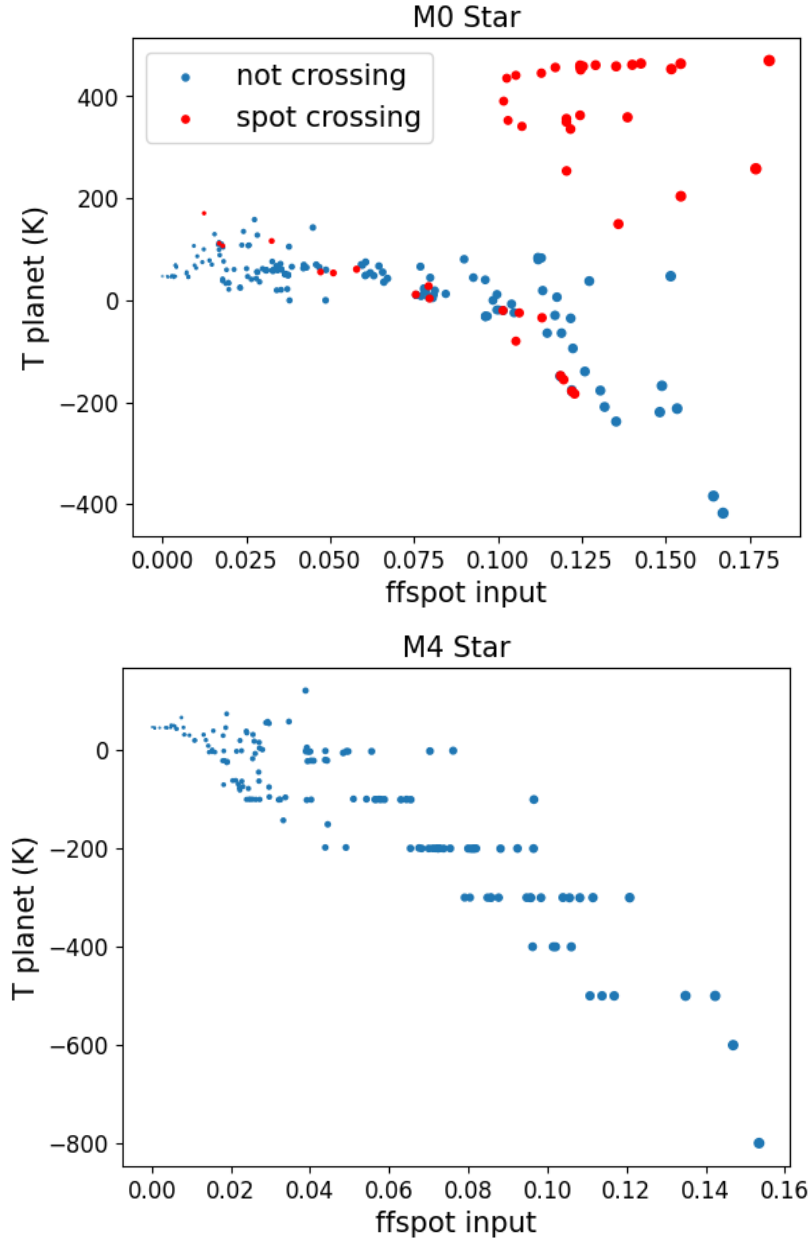 M0 Star
not crossing
spot crossing
400
200
0
−200
−400
T planet (K)
0.000 0.025 0.050 0.075 0.100 0.125 0.150 0.175
ffspot input
M4 Star
0
−200
−400
−600
−800
T planet (K)
0.00 0.02 0.04 0.06 0.08 0.10 0.12 0.14 0.16
ffspot input